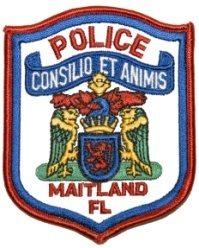 POLICE
CONSILIO ET ANIMIS
MAITLAND
FL